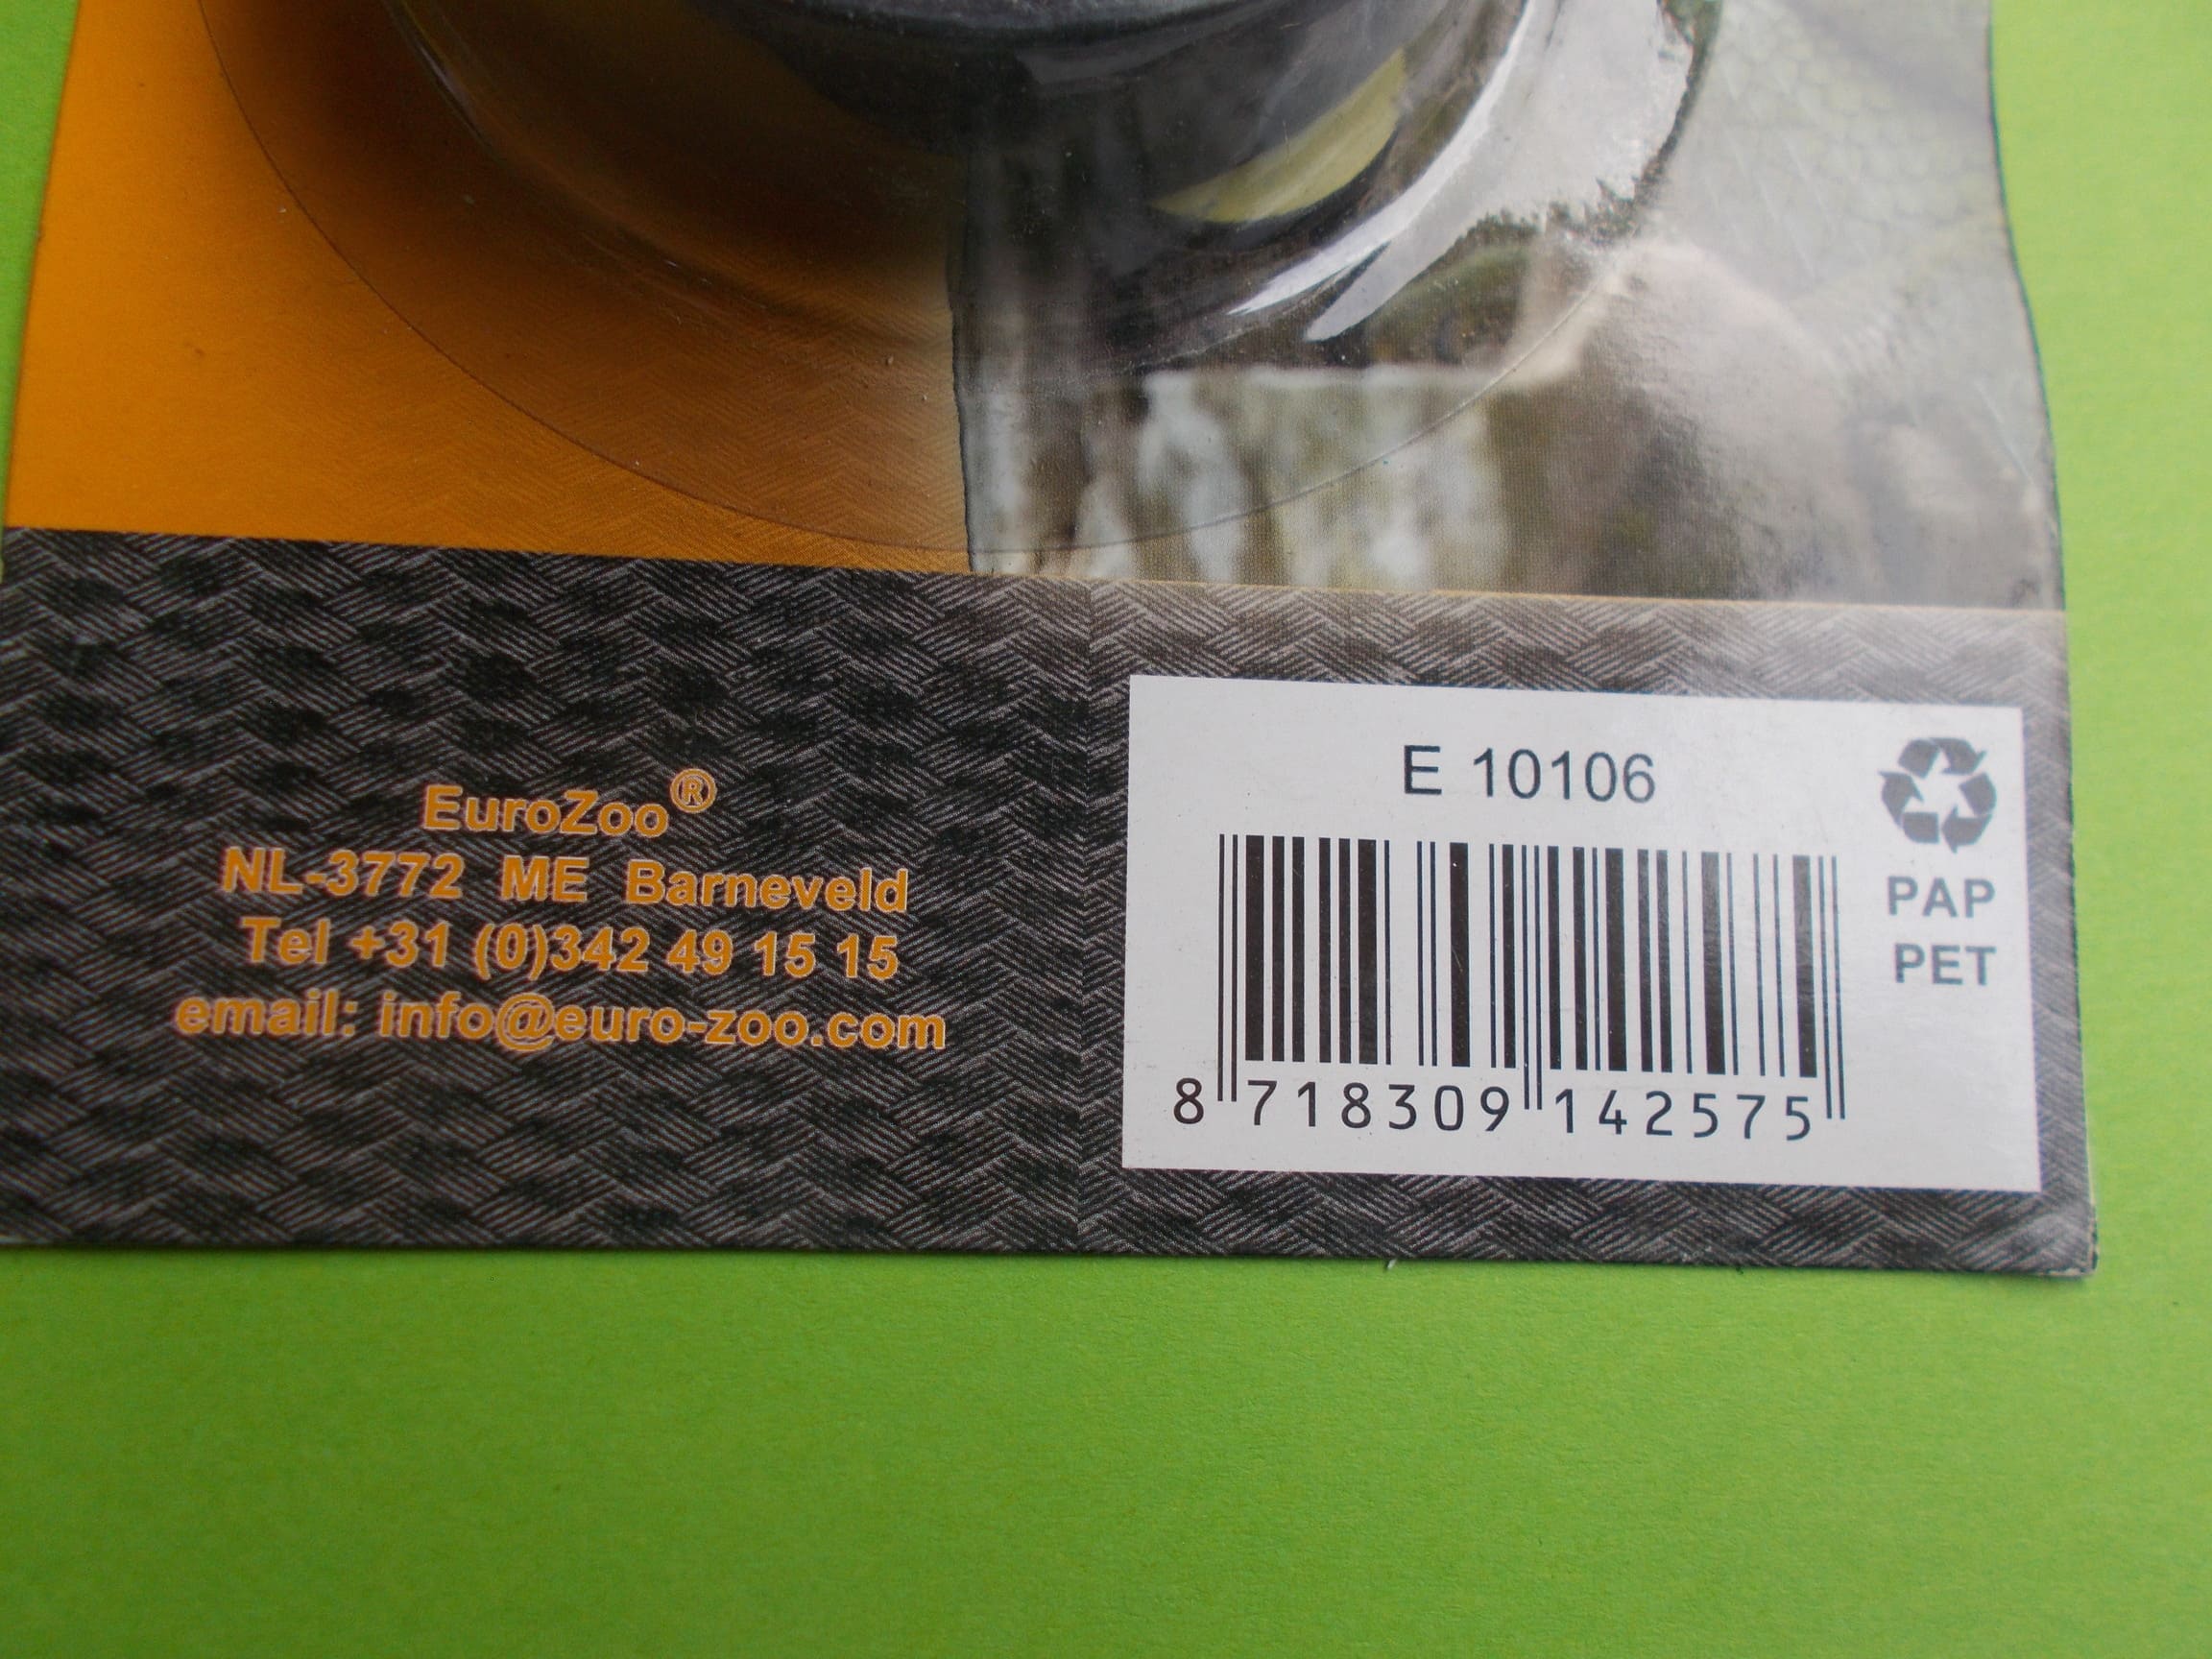 EuroZoo®
NL-3772 ME Barneveld
Tel +31 (0)342 49 15 15
email: info@euro-zoo.com
E 10106
PAP
PET
8 718309 142575